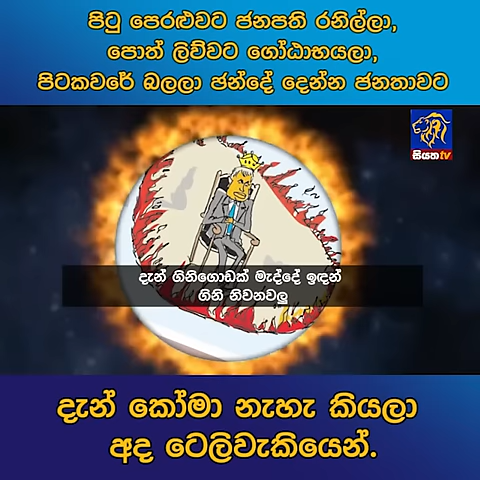 පිටු පෙරළුවට ජනපති රනිල්ලා,
පොත් ලිව්වට ගෝඨාභයලා,
පිටකවරේ බලලා ඡන්දේ දෙන්න ජනතාවට
සියත tv
දැන් ගිනිගොඩක් මැද්දේ ඉඳන්
ගිනි නිවනවලු
දැන් කෝමා නැහැ කියලා
අද ටෙලිවැකියෙන්.